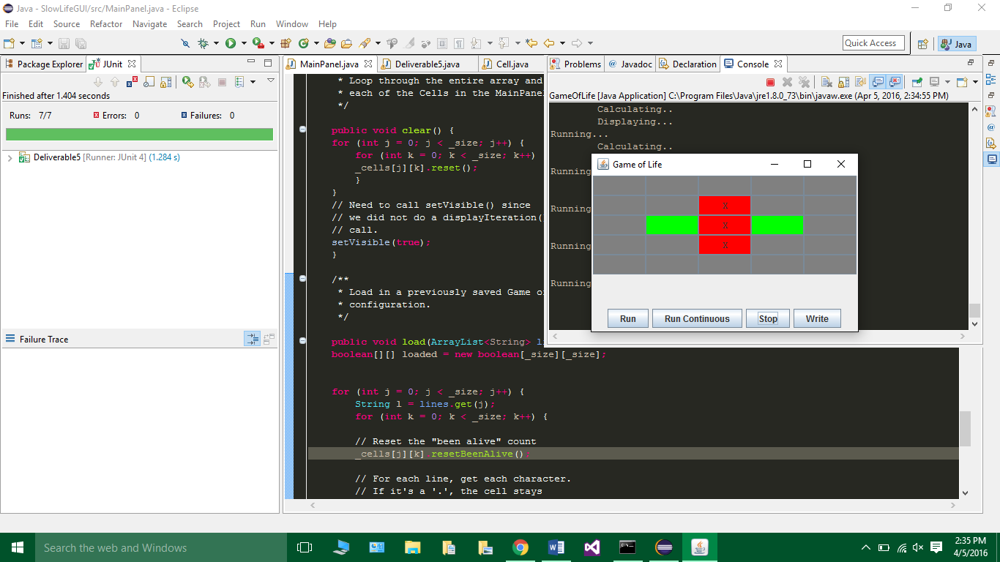 Java - SlowLifeGUI/src/MainPanel.java - Eclipse
File Edit Source Refactor Navigate Search Project Run Window Help
Quick Access
Java
Package Explorer JUnit
Finished after 1.404 seconds
Runs: 7/7 Errors: 0 Failures: 0
Deliverable5 [Runner: JUnit 4] (1.284 s)
Failure Trace
MainPanel.java Deliverable5.java Cell.java
* Loop through the entire array and
* each of the Cells in the MainPanel
*/
public void clear() {
for (int j = 0; j < _size; j++) {
for (int k = 0; k < _size; k++)
_cells[j][k].reset();
}
}
// Need to call setVisible() since
// we did not do a displayIteration()
// call.
setVisible(true);
}
/**
* Load in a previously saved Game of
* configuration.
*/
public void load(ArrayList<String> li
boolean[][] loaded = new boolean[_size][_size];
for (int j = 0; j < _size; j++) {
String l = lines.get(j);
for (int k = 0; k < _size; k++) {
// Reset the "been alive" count
_cells[j][k].resetBeenAlive();
// For each line, get each character.
// If it's a '.', the cell stays
Problems @ Javadoc Declaration Console
GameOfLife [Java Application] C:\Program Files\Java\jre1.8.0_73\bin\javaw.exe (Apr 5, 2016, 2:34:55 PM)
Calculating..
Displaying...
Running...
Calculating..
Running
Running
Running
Running
Game of Life
X
X
X
Run Run Continuous Stop Write
Search the web and Windows
2:35 PM
4/5/2016